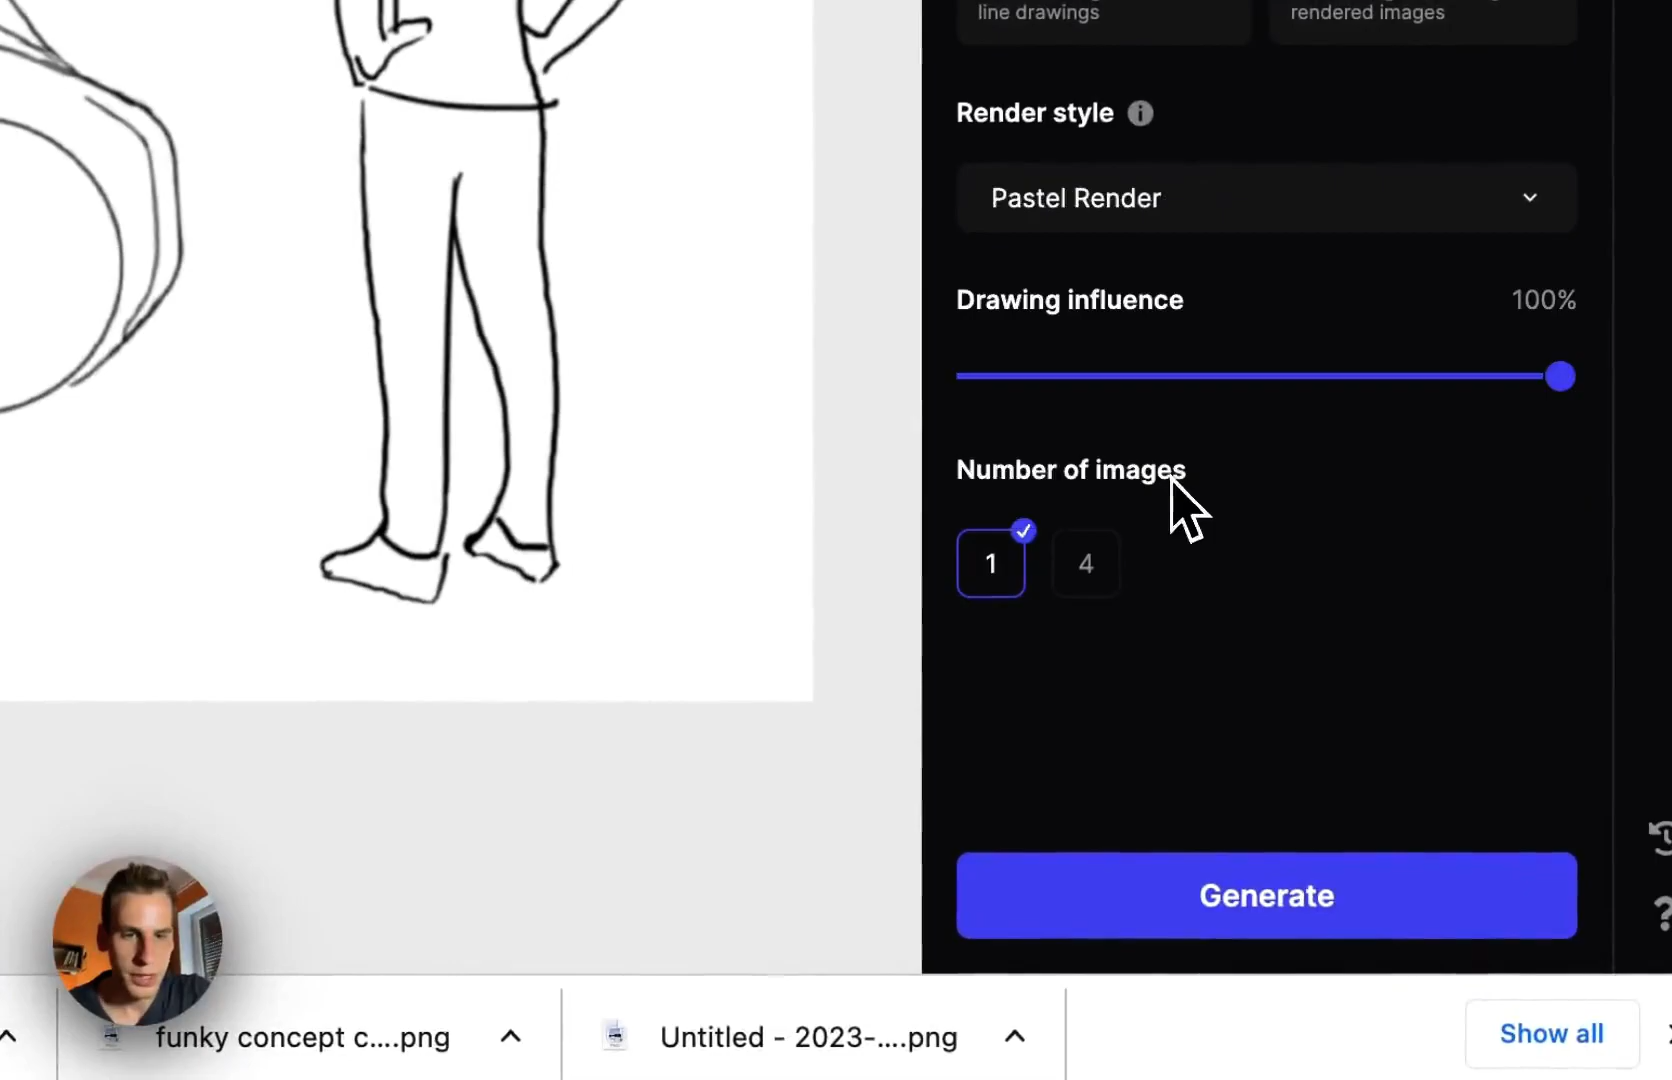 line drawings
rendered images
Render style
Pastel Render
Drawing influence
100%
Number of images
1
4
Generate
funky concept c....png
Untitled - 2023-....png
Show all